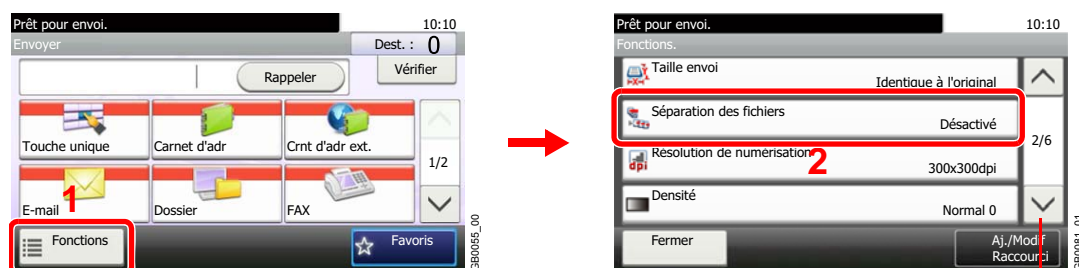 Prêt pour envoi.
10:10
Envoyer
Dest. : 0
Rappeler
Vérifier
Touche unique
Carnet d'adr
Crnt d'adr ext.
1/2
1
E-mail
Dossier
FAX
Fonctions
Favoris
GB0055_00
Prêt pour envoi.
10:10
Fonctions.
Taille envoi
Identique à l'original
Séparation des fichiers
Désactivé
2/6
Résolution de numérisation
2
dpi
300x300dpi
Densité
Normal 0
Fermer
Aj./Modif
Raccourci
GB0081_01